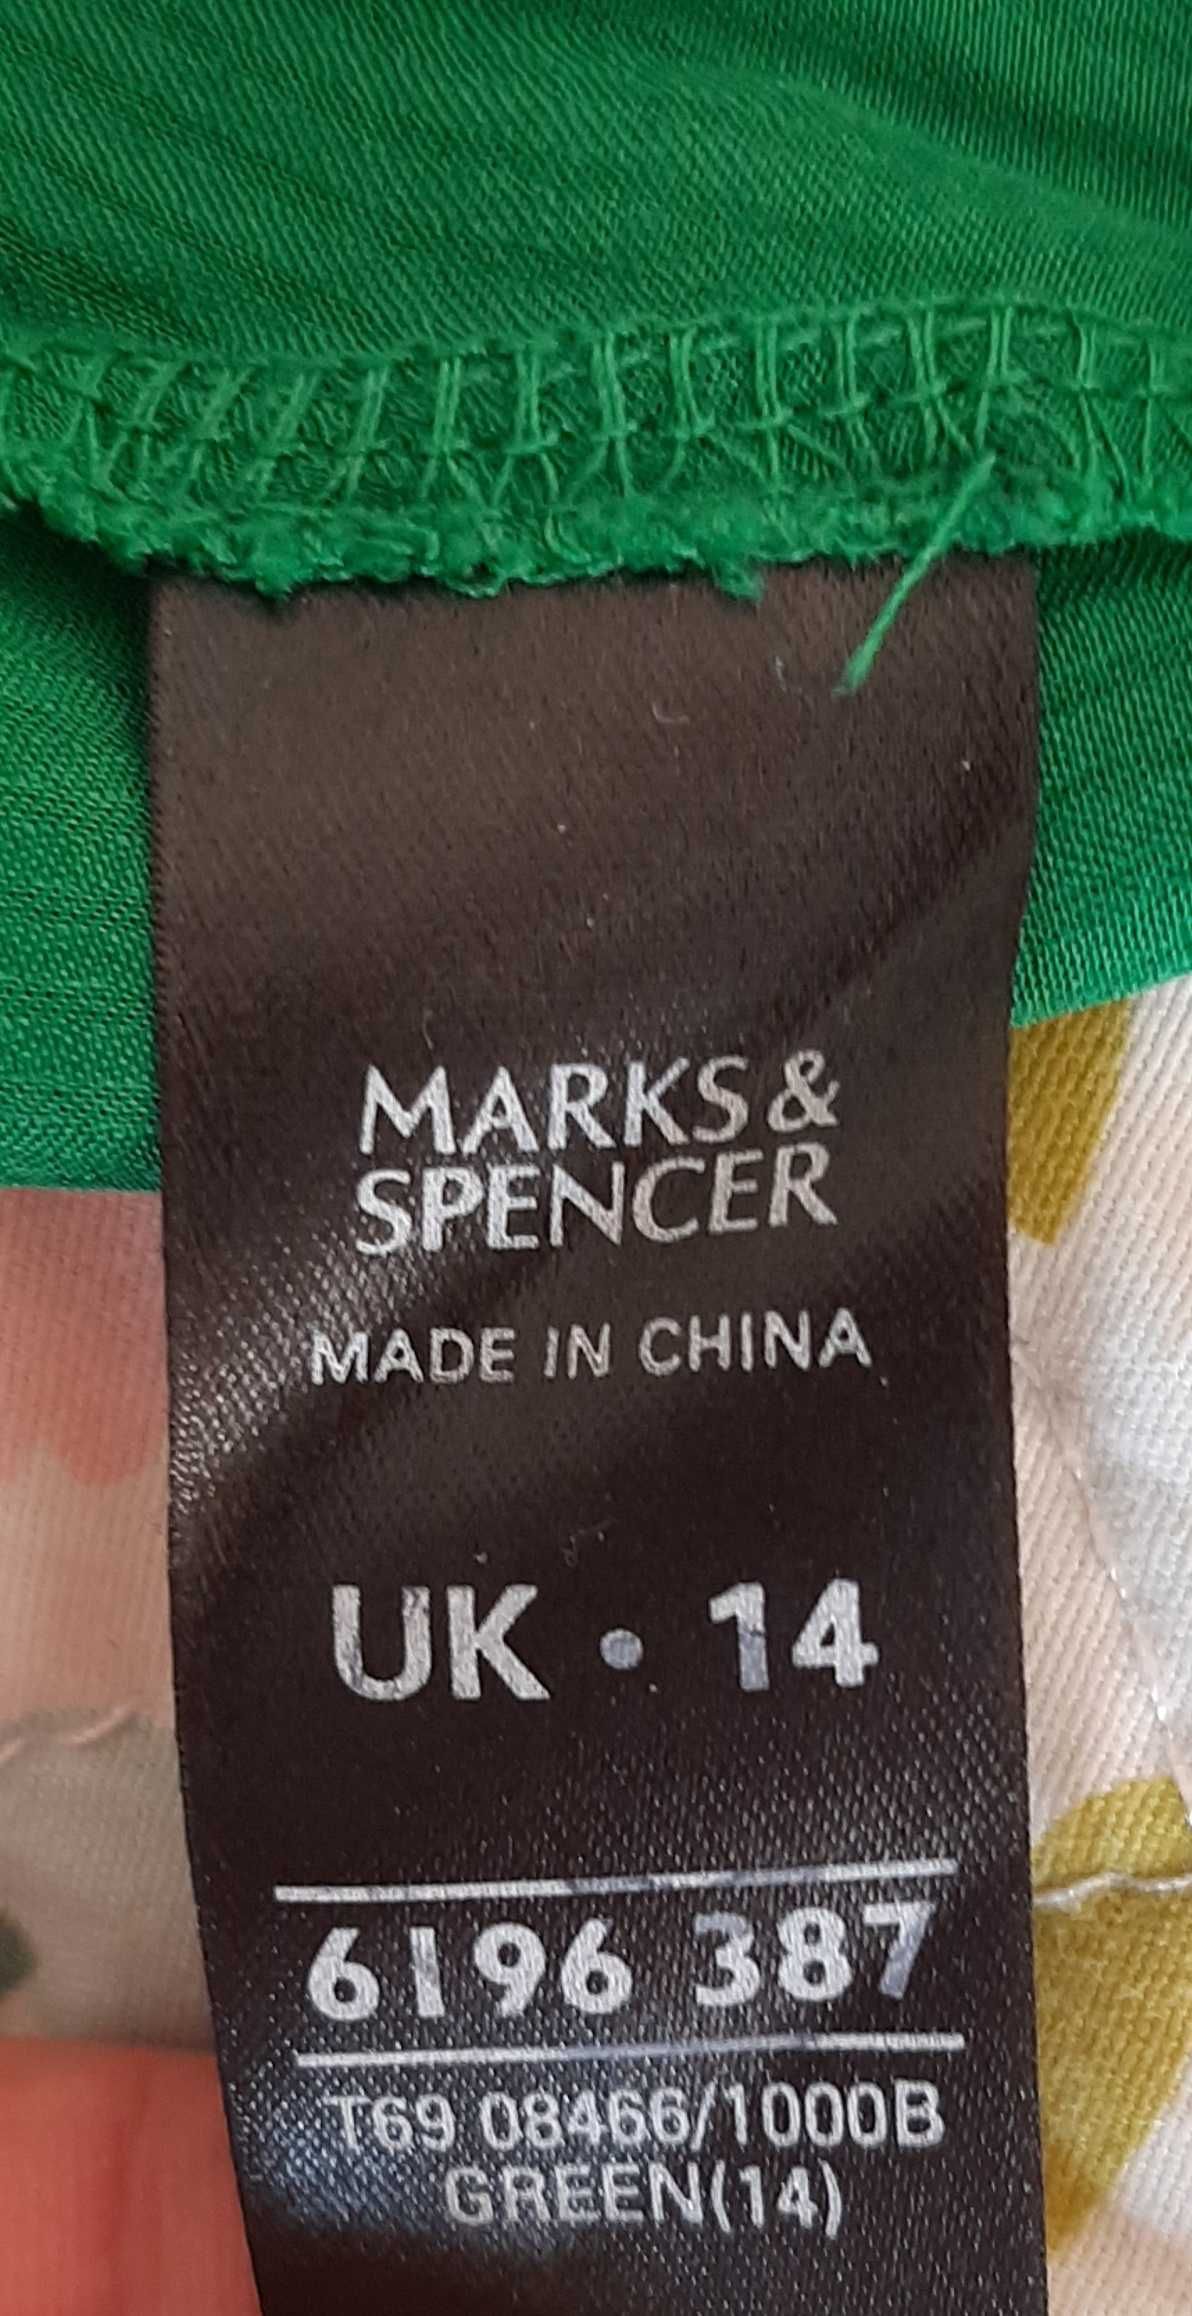 MARKS &
SPENCER
MADE IN CHINA
UK • 14
6196 387
T69 08466/1000B
GREEN(14)